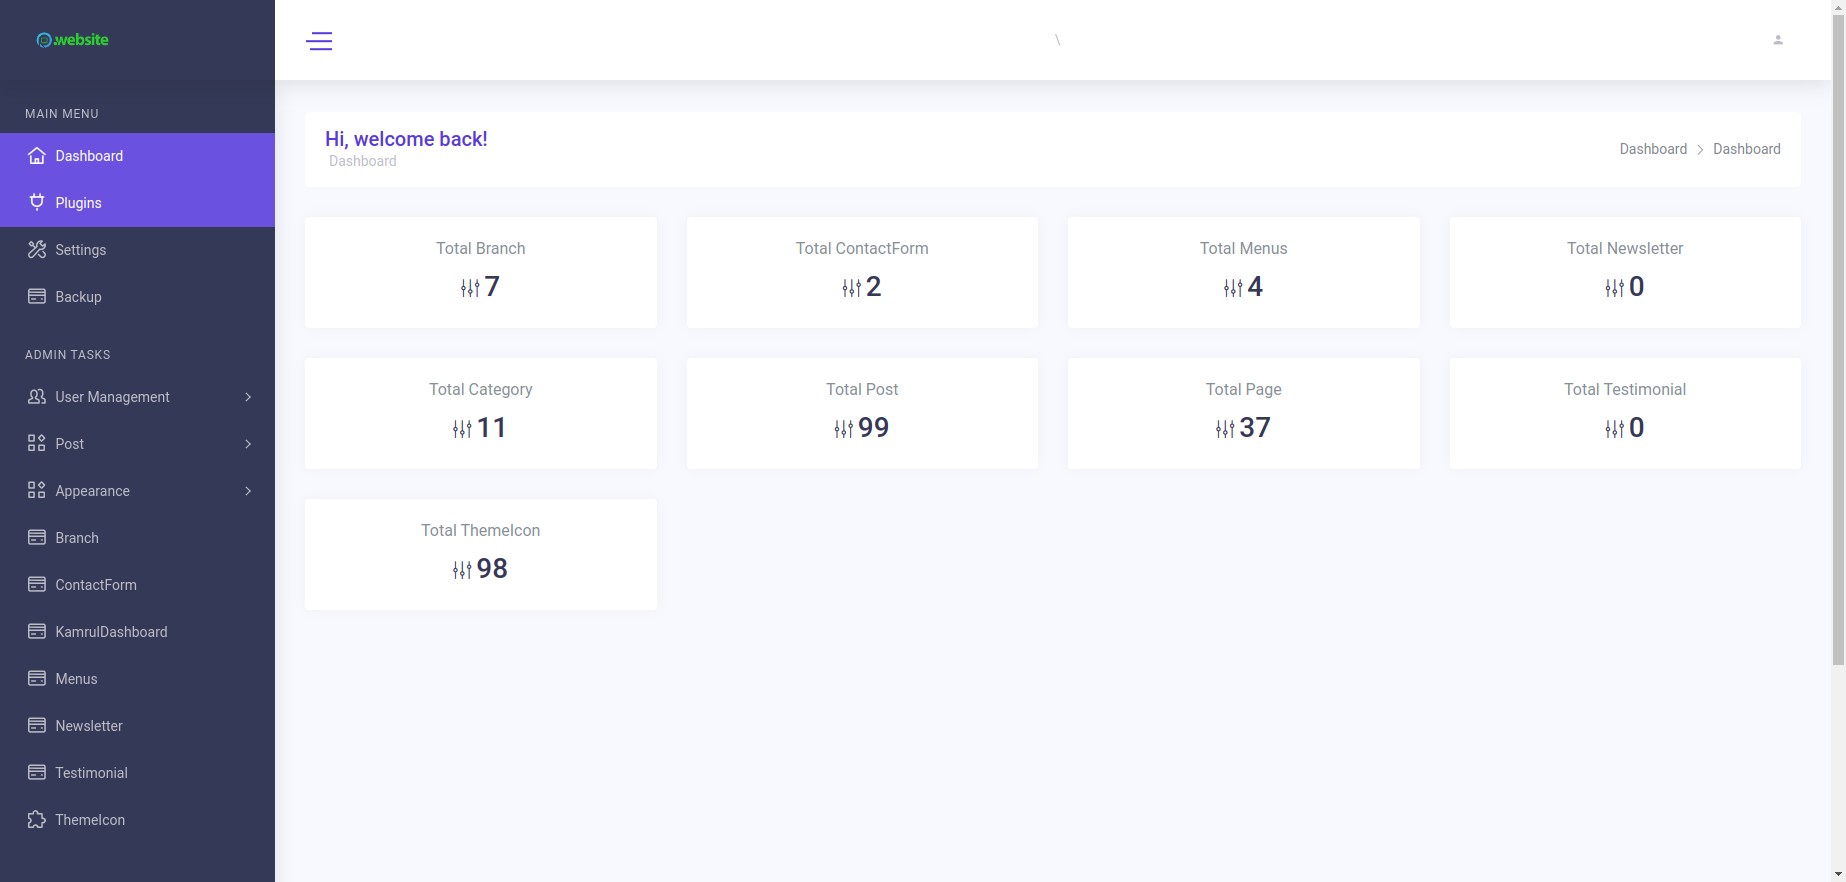 .website
\
MAIN MENU
Dashboard
Plugins
Settings
Backup
ADMIN TASKS
User Management
Post
Appearance
Branch
ContactForm
KamrulDashboard
Menus
Newsletter
Testimonial
ThemeIcon
Hi, welcome back!
Dashboard
Dashboard > Dashboard
Total Branch
7
Total ContactForm
2
Total Menus
4
Total Newsletter
0
Total Category
11
Total Post
99
Total Page
37
Total Testimonial
0
Total ThemeIcon
98